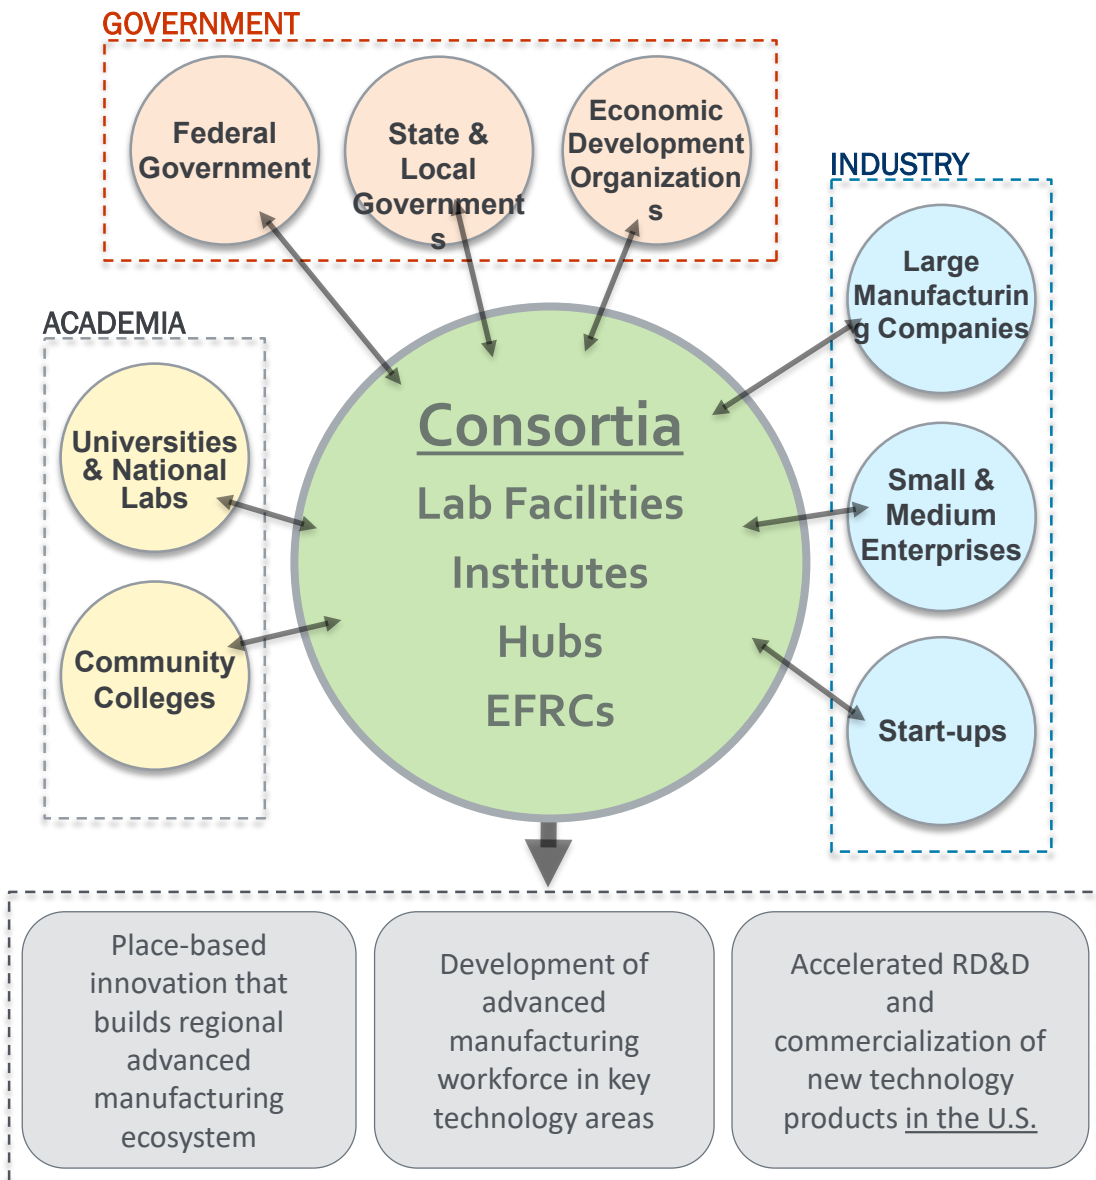 GOVERNMENT
Federal
Government
State &
Local
Government
s
Economic
Development
Organization
s
INDUSTRY
Large
Manufacturin
g Companies
Small &
Medium
Enterprises
Start-ups
ACADEMIA
Universities
& National
Labs
Community
Colleges
Consortia
Lab Facilities
Institutes
Hubs
EFRCs
Place-based
innovation that
builds regional
advanced
manufacturing
ecosystem
Development of
advanced
manufacturing
workforce in key
technology areas
Accelerated RD&D
and
commercialization of
new technology
products in the U.S.